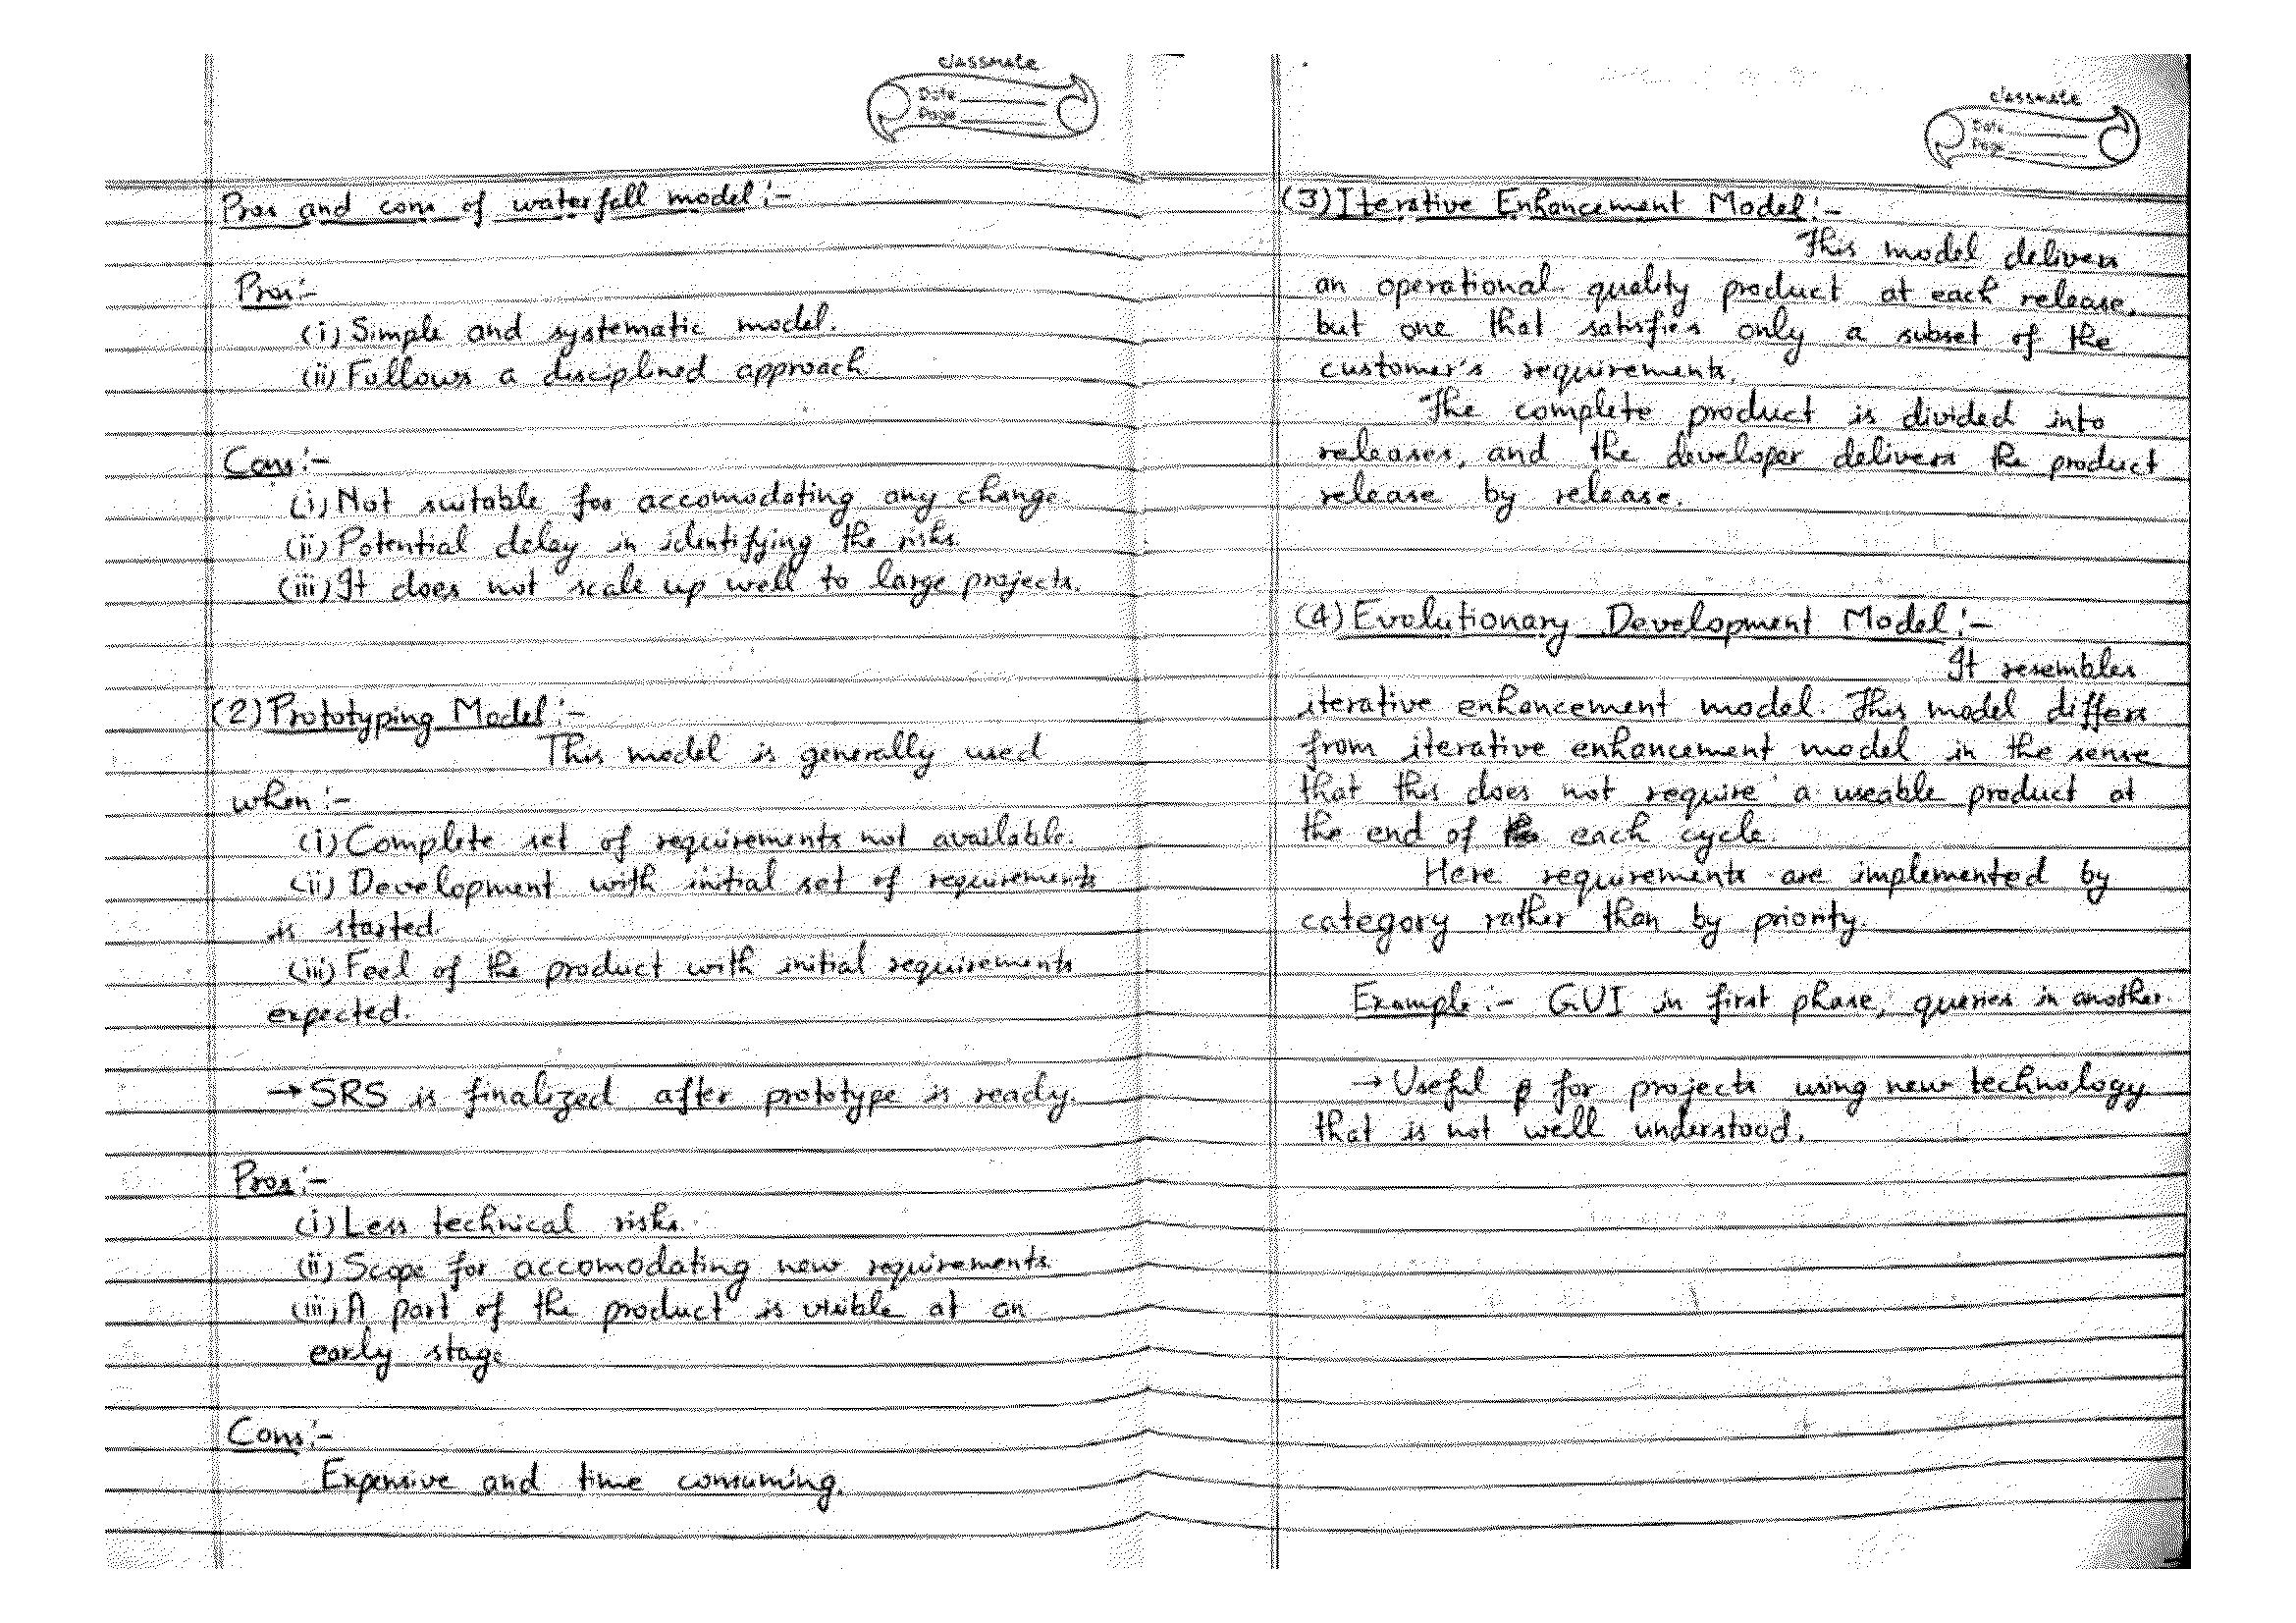 classmate
Date
Page
Pros and cons of waterfall model:-
Pros:-
(i) Simple and systematic model.
(ii) Follows a disciplined approach
Cons:-
(i) Not suitable for accomodating any change
(ii) Potential delay in identifying the risks.
(iii) It does not scale up well to large projects.
(2) Prototyping Model:-
This model is generally used
when:-
(i) Complete set of requirements not available.
(ii) Development with initial set of requirements
is started.
(iii) Feel of the product with initial requirements
expected.
→ SRS is finalized after prototype is ready.
Pros:-
(i) Less technical risks.
(ii) Scope for accomodating new requirements.
(iii) A part of the product is visible at an
early stage
Cons:-
Expensive and time consuming.
classmate
Date
Page
(3) Iterative Enhancement Model:-
This model delivers
an operational quality product at each release,
but one that satisfies only a subset of the
customer's requirements.
The complete product is divided into
releases, and the developer delivers the product
release by release.
(4) Evolutionary Development Model:-
It resembles
iterative enhancement model. This model differs
from iterative enhancement model in the sense
that this does not require a useable product at
the end of each cycle.
Here requirements are implemented by
category rather than by priority.
Example:- GUI in first phase, queries in another.
→ Useful for projects using new technology
that is not well understood.